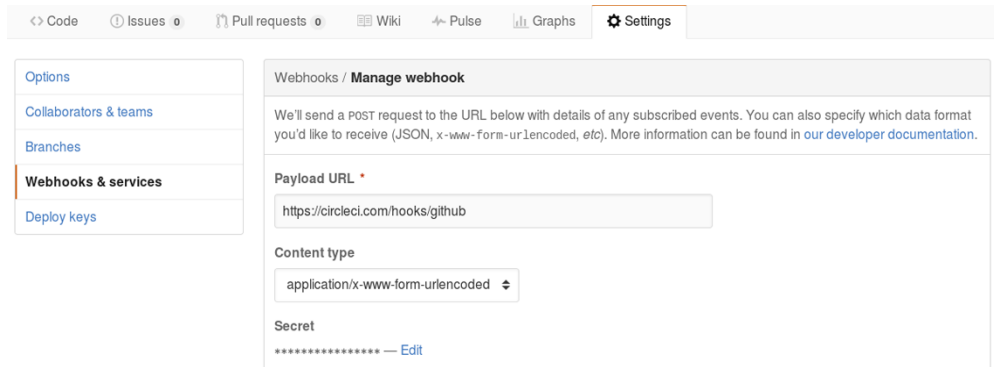 Code Issues 0 Pull requests 0 Wiki Pulse Graphs Settings
Options
Collaborators & teams
Branches
Webhooks & services
Deploy keys
Webhooks / Manage webhook
We'll send a POST request to the URL below with details of any subscribed events. You can also specify which data format
you'd like to receive (JSON, x-www-form-urlencoded, etc). More information can be found in our developer documentation.
Payload URL *
https://circleci.com/hooks/github
Content type
application/x-www-form-urlencoded
Secret
**************** — Edit